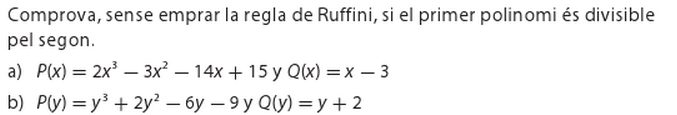 Comprova, sense emprar la regla de Ruffini, si el primer polinomi és divisible
pel segon.
a) P(x) = 2x³ — 3x² — 14x + 15 y Q(x) = x — 3
b) P(y) = y³ + 2y² — 6y — 9 y Q(y) = y + 2